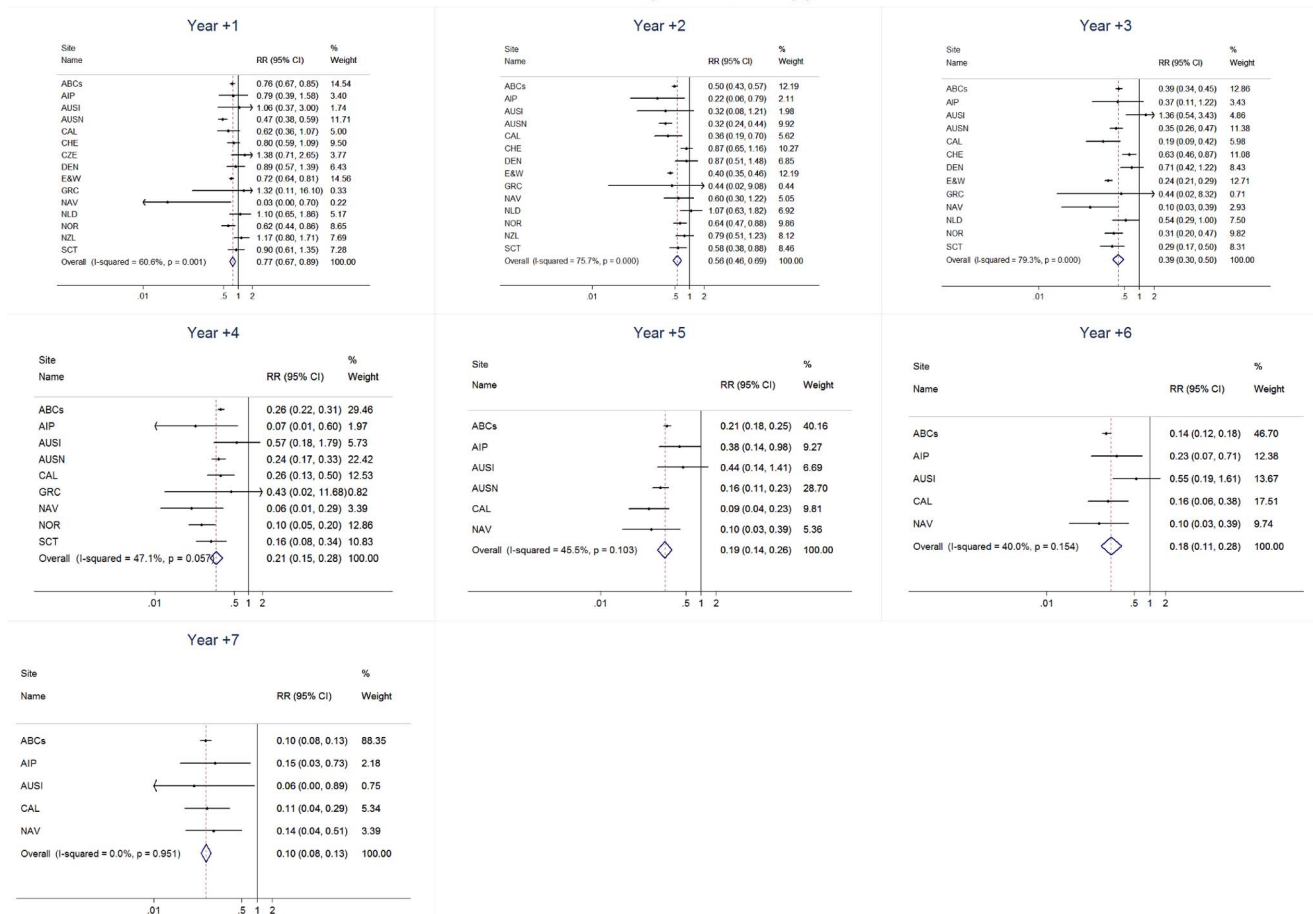 Year +1
Site %
Name RR (95% CI) Weight
ABCs 0.76 (0.67, 0.85) 14.54
AIP 0.79 (0.39, 1.58) 3.40
AUSI 1.06 (0.37, 3.00) 1.74
AUSN 0.47 (0.38, 0.59) 11.71
CAL 0.62 (0.36, 1.07) 5.00
CHE 0.80 (0.59, 1.09) 9.50
CZE 1.38 (0.71, 2.65) 3.77
DEN 0.89 (0.57, 1.39) 6.43
E&W 0.72 (0.64, 0.81) 14.56
GRC 1.32 (0.11, 16.10) 0.33
NAV 0.03 (0.00, 0.70) 0.22
NLD 1.10 (0.65, 1.86) 5.17
NOR 0.62 (0.44, 0.86) 8.65
NZL 1.17 (0.80, 1.71) 7.69
SCT 0.90 (0.61, 1.35) 7.28
Overall (I-squared = 60.6%, p = 0.001) 0.77 (0.67, 0.89) 100.00
.01 .5 1 2
Year +2
Site %
Name RR (95% CI) Weight
ABCs 0.50 (0.43, 0.57) 12.19
AIP 0.22 (0.06, 0.79) 2.11
AUSI 0.32 (0.08, 1.21) 1.98
AUSN 0.32 (0.24, 0.44) 9.92
CAL 0.36 (0.19, 0.70) 5.62
CHE 0.87 (0.65, 1.16) 10.27
DEN 0.87 (0.51, 1.48) 6.85
E&W 0.40 (0.35, 0.46) 12.19
GRC 0.44 (0.02, 9.08) 0.44
NAV 0.60 (0.30, 1.22) 5.05
NLD 1.07 (0.63, 1.82) 6.92
NOR 0.64 (0.47, 0.88) 9.86
NZL 0.79 (0.51, 1.23) 8.12
SCT 0.58 (0.38, 0.88) 8.46
Overall (I-squared = 75.7%, p = 0.000) 0.56 (0.46, 0.69) 100.00
.01 .5 1 2
Year +3
Site %
Name RR (95% CI) Weight
ABCs 0.39 (0.34, 0.45) 12.86
AIP 0.37 (0.11, 1.22) 3.43
AUSI 1.36 (0.54, 3.43) 4.86
AUSN 0.35 (0.26, 0.47) 11.38
CAL 0.19 (0.09, 0.42) 5.98
CHE 0.63 (0.46, 0.87) 11.08
DEN 0.71 (0.42, 1.22) 8.43
E&W 0.24 (0.21, 0.29) 12.71
GRC 0.44 (0.02, 8.32) 0.71
NAV 0.10 (0.03, 0.39) 2.93
NLD 0.54 (0.29, 1.00) 7.50
NOR 0.31 (0.20, 0.47) 9.82
SCT 0.29 (0.17, 0.50) 8.31
Overall (I-squared = 79.3%, p = 0.000) 0.39 (0.30, 0.50) 100.00
.01 .5 1 2
Year +4
Site %
Name RR (95% CI) Weight
ABCs 0.26 (0.22, 0.31) 29.46
AIP 0.07 (0.01, 0.60) 1.97
AUSI 0.57 (0.18, 1.79) 5.73
AUSN 0.24 (0.17, 0.33) 22.42
CAL 0.26 (0.13, 0.50) 12.53
GRC 0.43 (0.02, 11.68) 0.82
NAV 0.06 (0.01, 0.29) 3.39
NOR 0.10 (0.05, 0.20) 12.86
SCT 0.16 (0.08, 0.34) 10.83
Overall (I-squared = 47.1%, p = 0.057) 0.21 (0.15, 0.28) 100.00
.01 .5 1 2
Year +5
Site %
Name RR (95% CI) Weight
ABCs 0.21 (0.18, 0.25) 40.16
AIP 0.38 (0.14, 0.98) 9.27
AUSI 0.44 (0.14, 1.41) 6.69
AUSN 0.16 (0.11, 0.23) 28.70
CAL 0.09 (0.04, 0.23) 9.81
NAV 0.10 (0.03, 0.39) 5.36
Overall (I-squared = 45.5%, p = 0.103) 0.19 (0.14, 0.26) 100.00
.01 .5 1 2
Year +6
Site %
Name RR (95% CI) Weight
ABCs 0.14 (0.12, 0.18) 46.70
AIP 0.23 (0.07, 0.71) 12.38
AUSI 0.55 (0.19, 1.61) 13.67
CAL 0.16 (0.06, 0.38) 17.51
NAV 0.10 (0.03, 0.39) 9.74
Overall (I-squared = 40.0%, p = 0.154) 0.18 (0.11, 0.28) 100.00
.01 .5 1 2
Year +7
Site %
Name RR (95% CI) Weight
ABCs 0.10 (0.08, 0.13) 88.35
AIP 0.15 (0.03, 0.73) 2.18
AUSI 0.06 (0.00, 0.89) 0.75
CAL 0.11 (0.04, 0.29) 5.34
NAV 0.14 (0.04, 0.51) 3.39
Overall (I-squared = 0.0%, p = 0.951) 0.10 (0.08, 0.13) 100.00
.01 .5 1 2